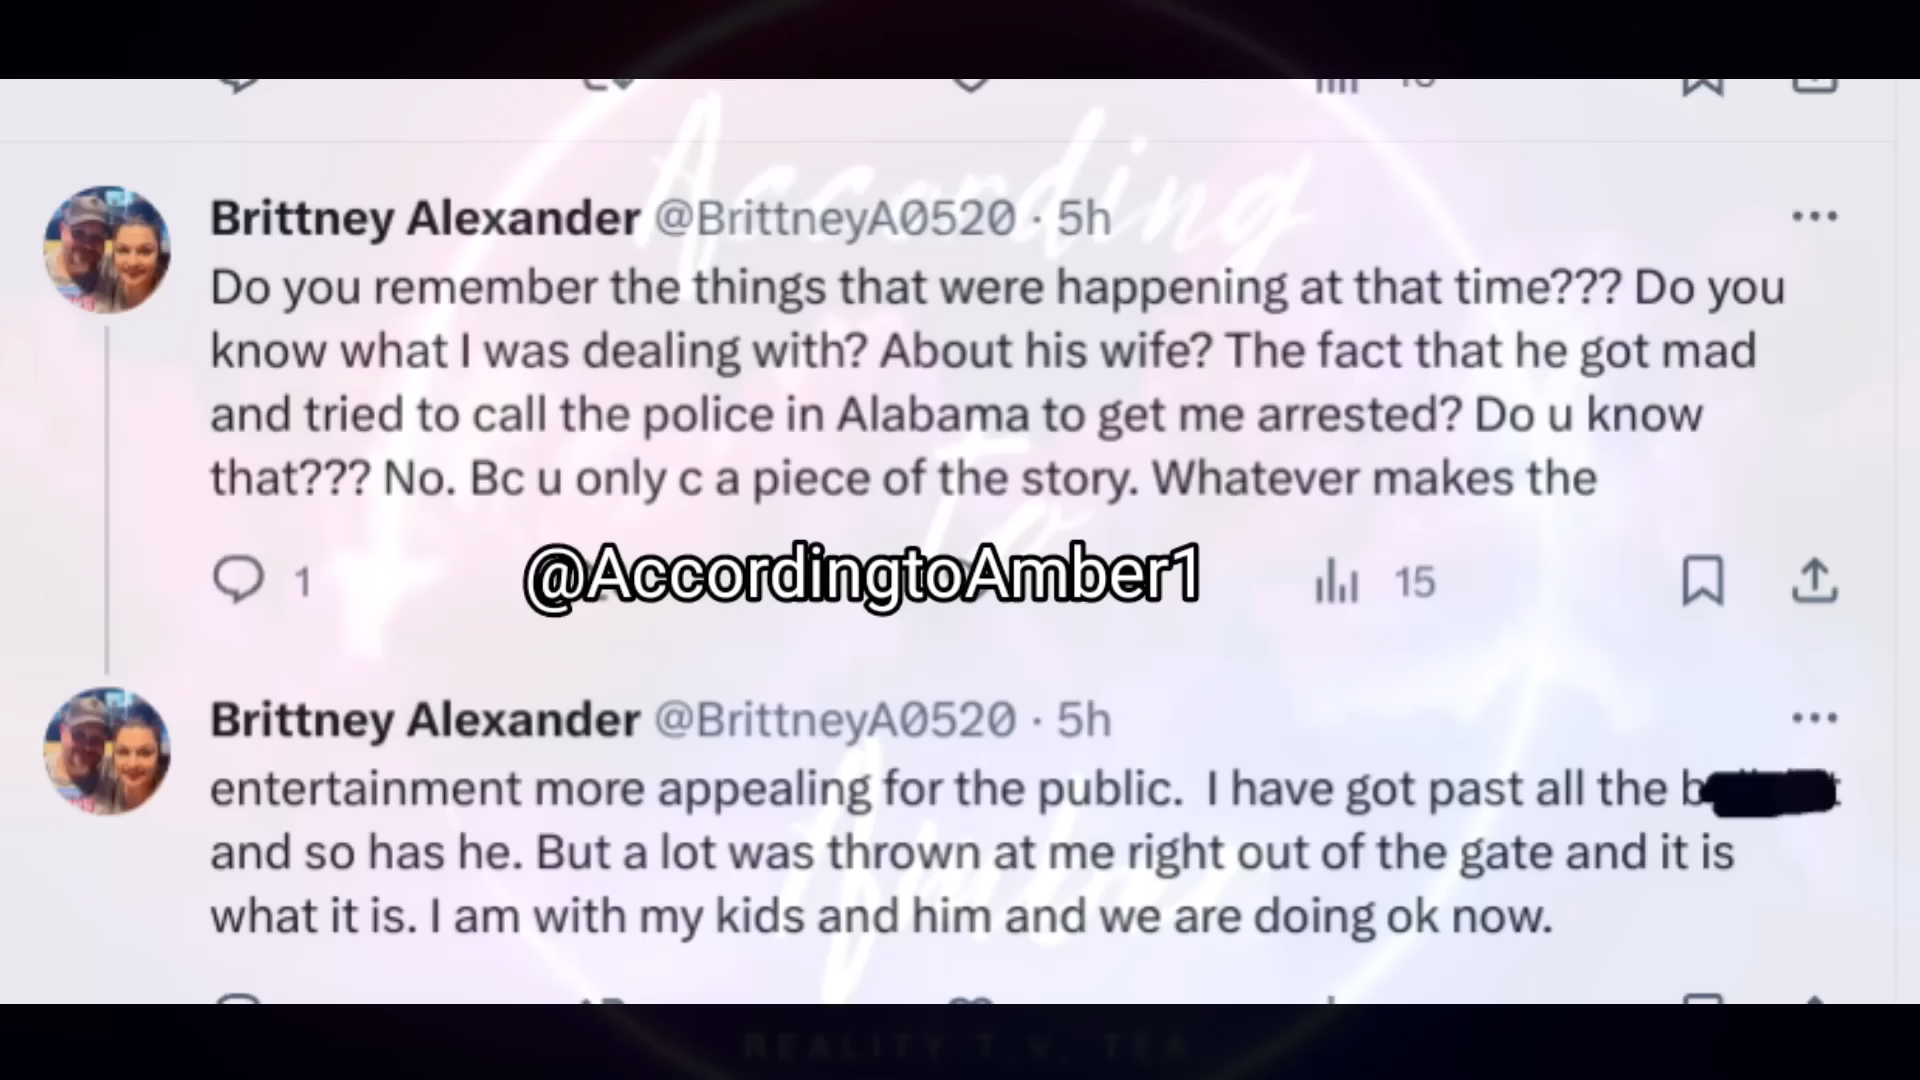 Brittney Alexander @BrittneyA0520 · 5h
Do you remember the things that were happening at that time??? Do you
know what I was dealing with? About his wife? The fact that he got mad
and tried to call the police in Alabama to get me arrested? Do u know
that??? No. Bc u only c a piece of the story. Whatever makes the
1 @AccordingtoAmber1 15
Brittney Alexander @BrittneyA0520 · 5h
entertainment more appealing for the public. I have got past all the
and so has he. But a lot was thrown at me right out of the gate and it is
what it is. I am with my kids and him and we are doing ok now.
According
To
Amber
REALITY T.V. TEA